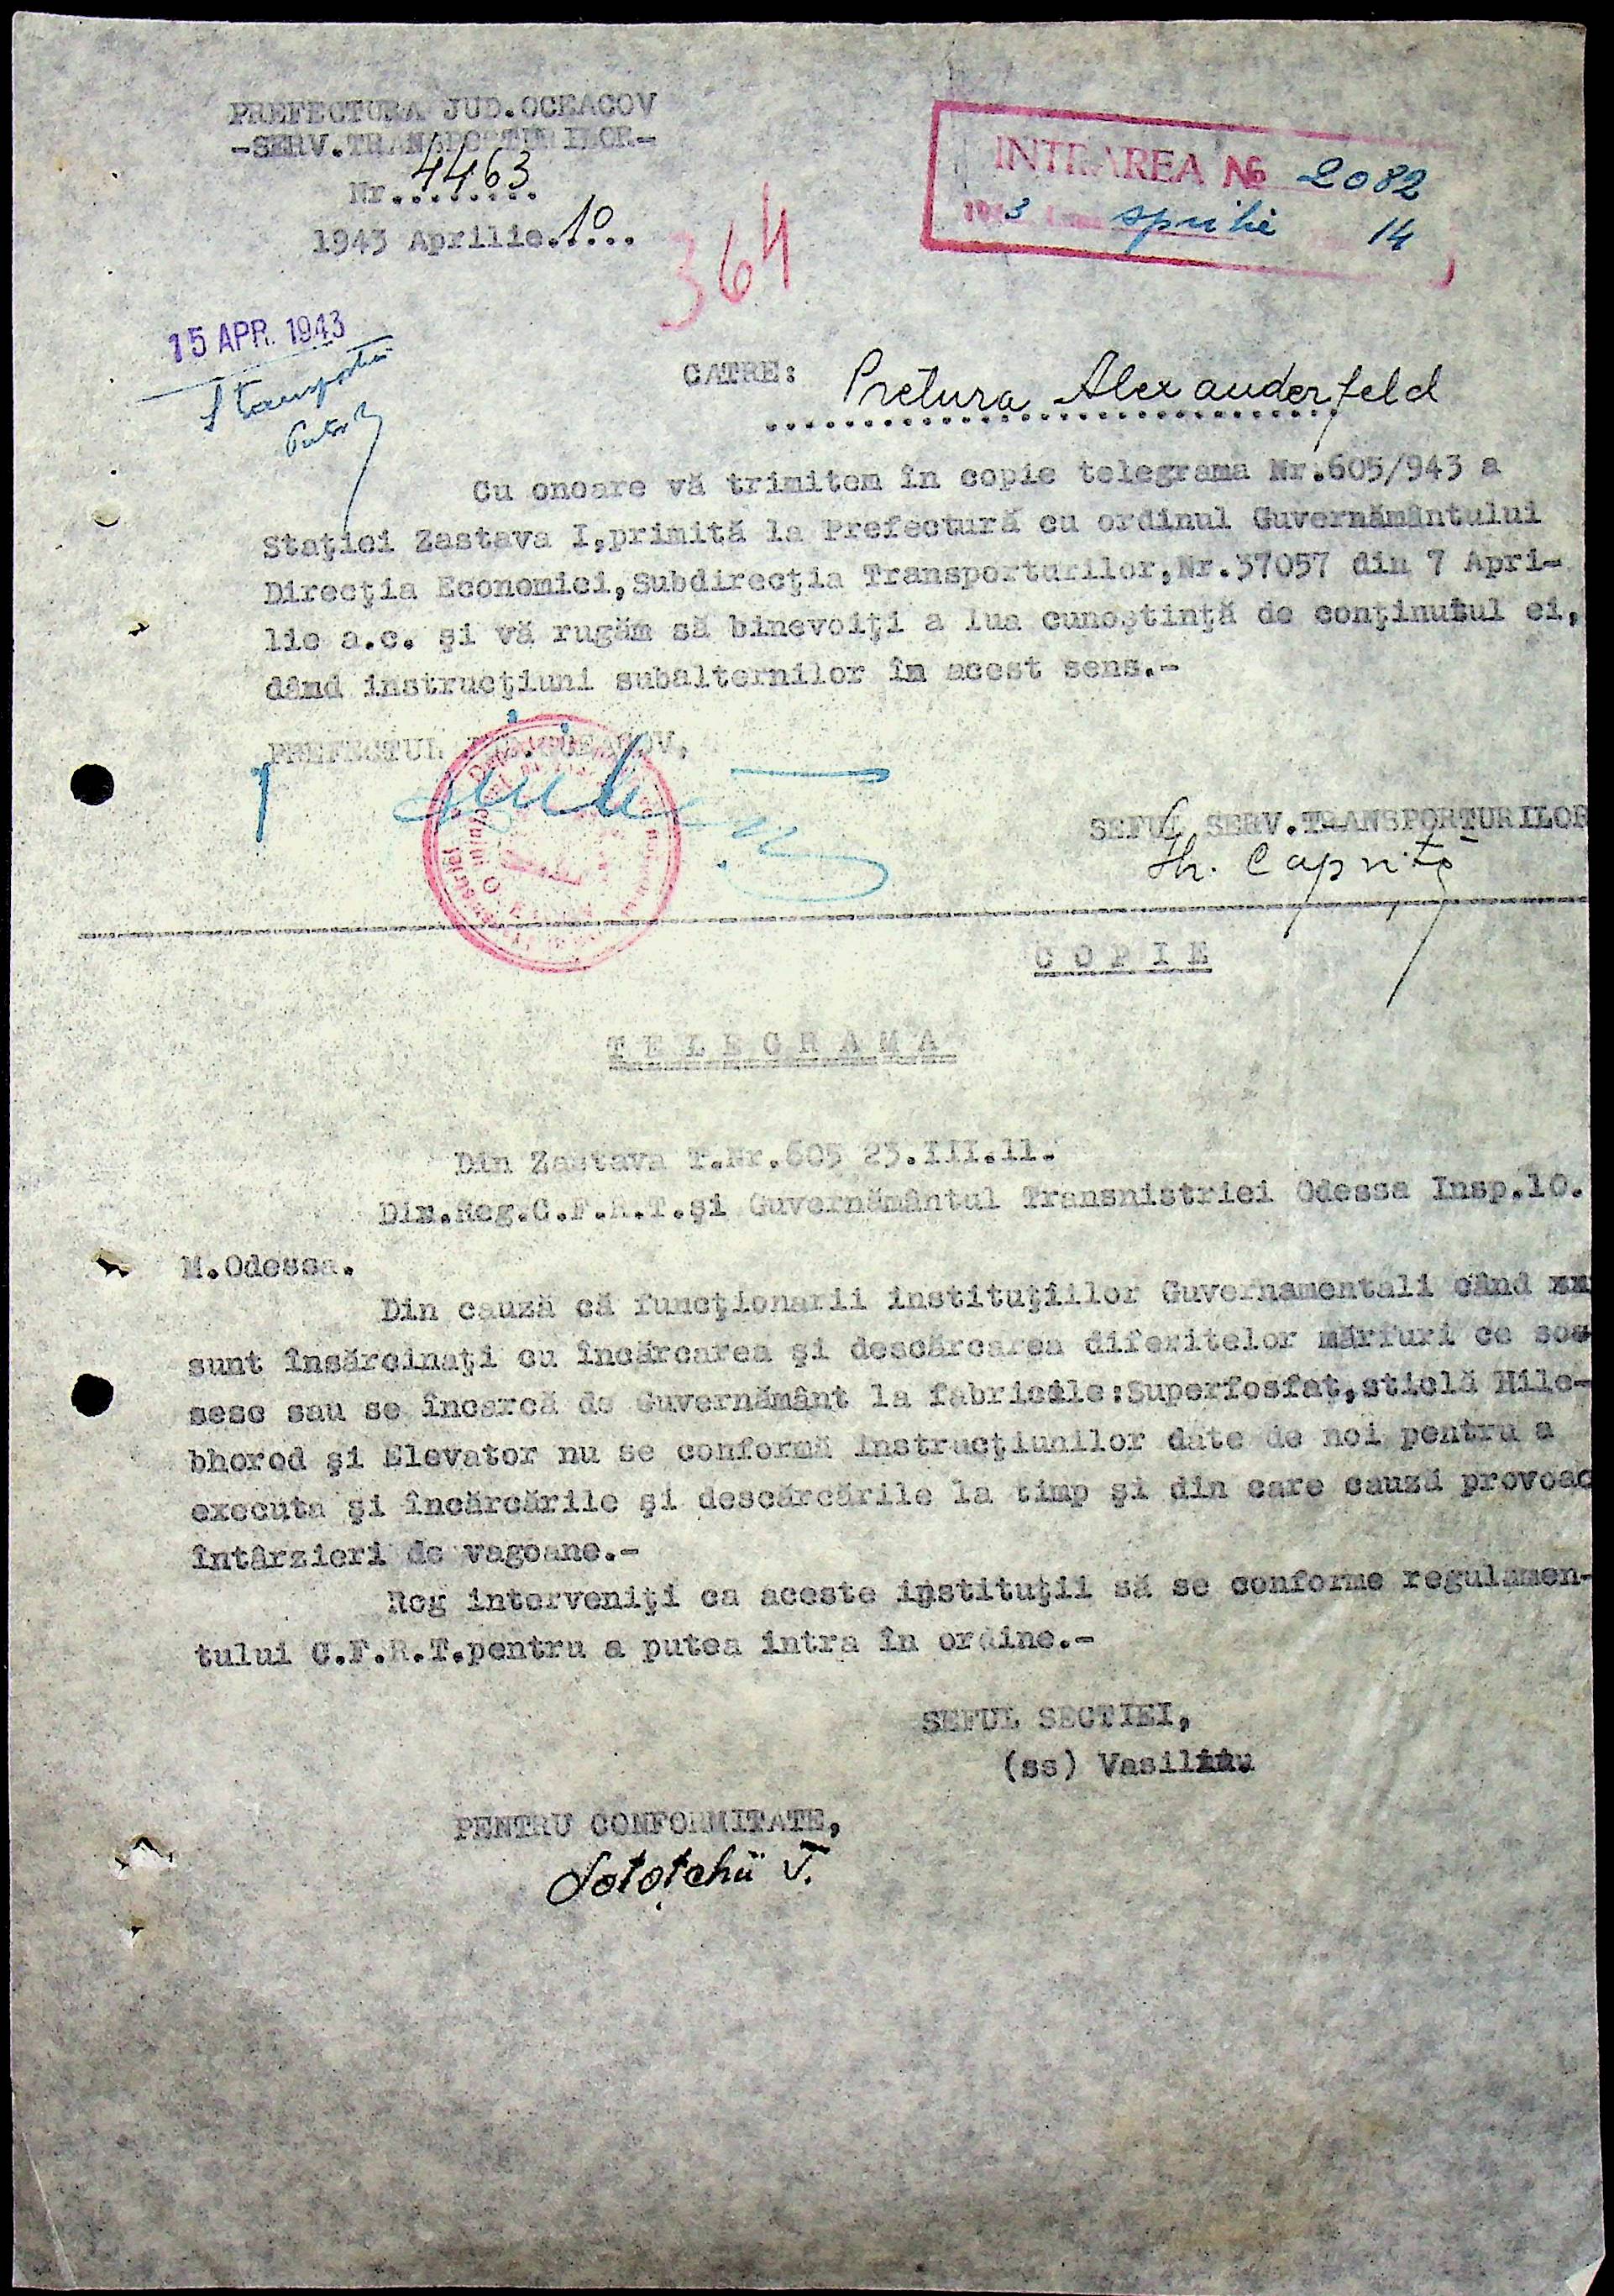 PREFECTURA JUD.OCEACOV
-SERV.TRANSPORTURILOR-
Nr.4463
1943 Aprilie.10...
INTRAREA № 2082
1943 Luna aprilie 14
364
15 APR. 1943
CATRE: Pretura Alexanderfeld
Cu onoare vă trimitem în copie telegrama Nr.605/943 a
Staţiei Zastava I,primită la Prefectură cu ordinul Guvernământului
Direcţia Economiei,Subdirecţia Transporturilor,Nr.37057 din 7 Apri-
lie a.c. şi vă rugăm să binevoiţi a lua cunoştinţă de conţinutul ei,
dând instrucţiuni subalternilor în acest sens.-
PREFECTUL JUD.OCEACOV,
SEFUL SERV.TRANSPORTURILOR
COPIE
TELEGRAMA
Din Zastava T.Nr.605 23.III.11.
Din.Reg.C.F.R.T.şi Guvernământul Transnistriei Odessa Insp.10.
M.Odessa.
Din cauză că funcţionarii instituţiilor Guvernamentali când
sunt însărcinaţi cu încărcarea şi descărcarea diferitelor mărfuri ce sos-
sesc sau se încarcă de Guvernământ la fabricile:Superfosfat,sticlă Hile-
bhorod şi Elevator nu se conformă Instrucţiunilor date de noi pentru a
executa şi încărcările şi descărcările la timp şi din care cauză provoac
întârzieri de vagoane.-
Rog interveniţi ca aceste instituţii să se conforme regulamen-
tului C.F.R.T.pentru a putea intra în ordine.-
SEFUL SECTIEI,
(ss) Vasiliu.
PENTRU CONFORMITATE,